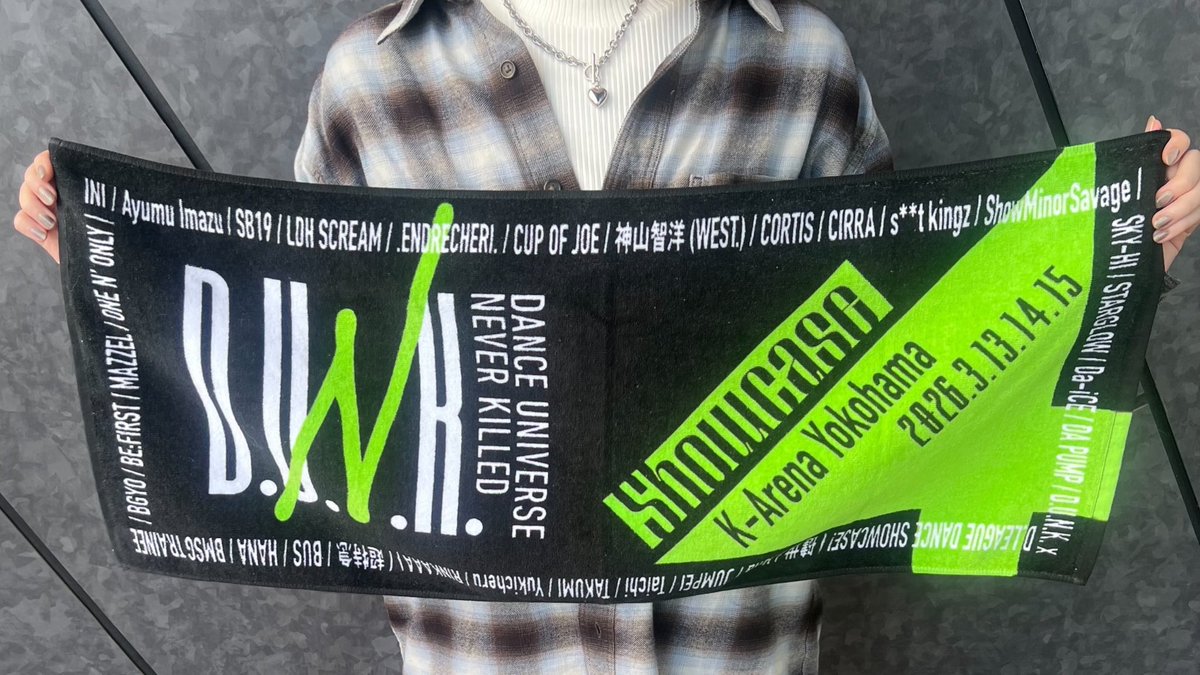 INI / Ayumu Imazu / SB19 / LDH SCREAM / .ENDRECHERI. / CUP OF JOE / 神山智洋 (WEST.) / CORTIS / CIRRA / s**t kingz / ShowMinorSavage /
SKY-HI / STARGLOW / Da-iCE / DA PUMP / D.U.N.K. x
D.LEAGUE DANCE SHOWCASE /
JUMPEI / Taichi / TAKUMI / Yukicheru / RINKAAA / (超特急) / BUS / HANA / BMSG TRAINEE
/ BGYO / BE:FIRST / MAZZEL / ONE N' ONLY /
D.U.N.K.
DANCE UNIVERSE
NEVER KILLED
Showcase
K-Arena Yokohama
2026.3.13.14.15